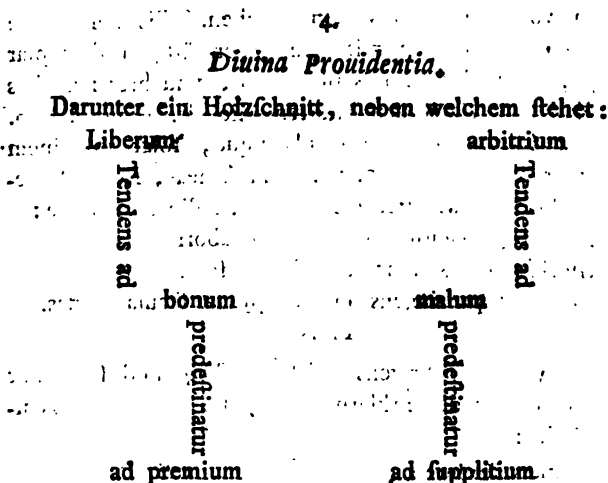 4.
Diuina Prouidentia.
Darunter ein Holzſchnitt, neben welchem ſtehet:
Liberum arbitrium
Tendens ad Tendens ad
bonum malum
predeſtinatur predeſtinatur
ad premium ad ſupplitium